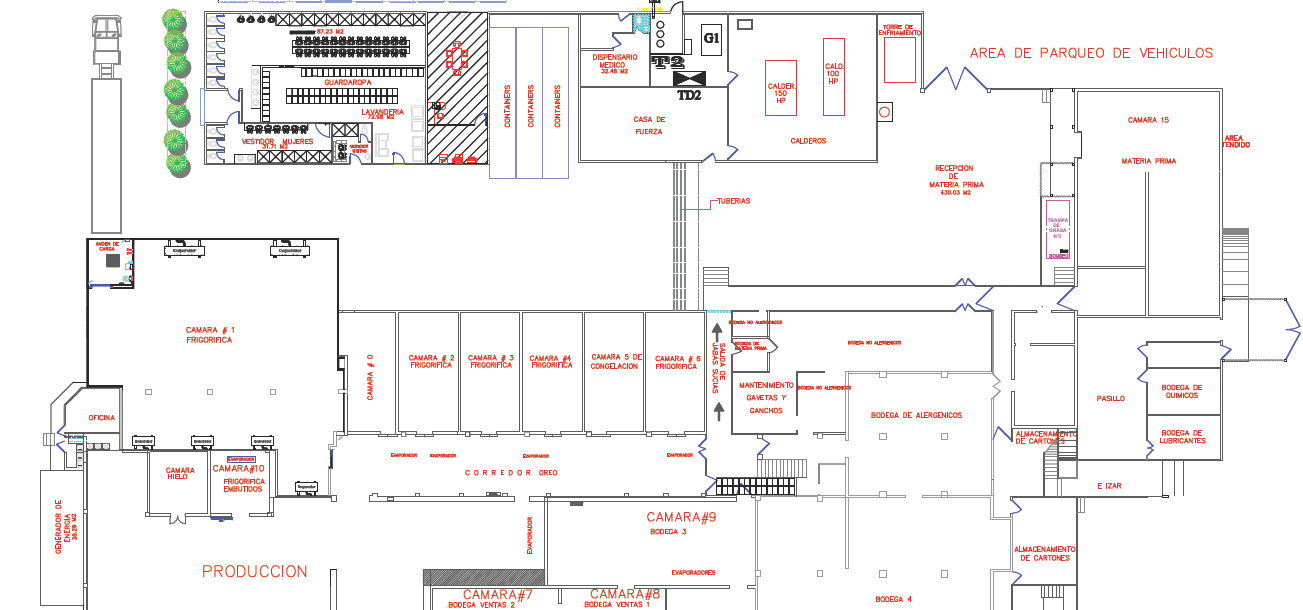 87.23 M2
GUARDAROPA
LAVANDERIA
72.98 M2
VESTIDOR MUJERES
31.71 M2
CONTAINERS
CONTAINERS
CONTAINERS
DISPENSARIO
MEDICO
32.48 M2
T2
G1
TD2
CASA DE
FUERZA
CALDER.
150
HP
CALD.
100
HP
CALDEROS
TORRE DE
ENFRIAMIENTO
AREA DE PARQUEO DE VEHICULOS
RECEPCION
DE
MATERIA PRIMA
430.03 M2
CAMARA 15
MATERIA PRIMA
AREA
TENDIDO
TRAMPA
DE
GRASA
N°2
BOMBEO
TUBERIAS
ANDEN DE
CARGA
CAMARA # 1
FRIGORIFICA
CAMARA # 0
CAMARA # 2
FRIGORIFICA
CAMARA # 3
FRIGORIFICA
CAMARA #4
FRIGORIFICA
CAMARA 5 DE
CONGELACION
CAMARA # 6
FRIGORIFICA
SALIDA DE
JABAS SUCIAS
BODEGA NO ALERGENICOS
BODEGA DE
MATERIA PRIMA
BODEGA NO ALERGENICOS
MANTENIMIENTO
GAVETAS Y
GANCHOS
BODEGA NO ALERGENICOS
BODEGA DE ALERGENICOS
PASILLO
BODEGA DE
QUIMICOS
BODEGA DE
LUBRICANTES
ALMACENAMIENTO
DE CARTONES
E IZAR
OFICINA
EVAPORADOR
EVAPORADOR
EVAPORADOR
EVAPORADOR
CORREDOR OREO
CAMARA
HIELO
EVAPORADOR
CAMARA#10
FRIGORIFICA
EMBUTIDOS
GENERADOR DE
ENERGIA
38.29 M2
PRODUCCION
EVAPORADOR
CAMARA#9
BODEGA 3
EVAPORADORES
CAMARA#7
BODEGA VENTAS 2
CAMARA#8
BODEGA VENTAS 1
ALMACENAMIENTO
DE CARTONES
BODEGA 4